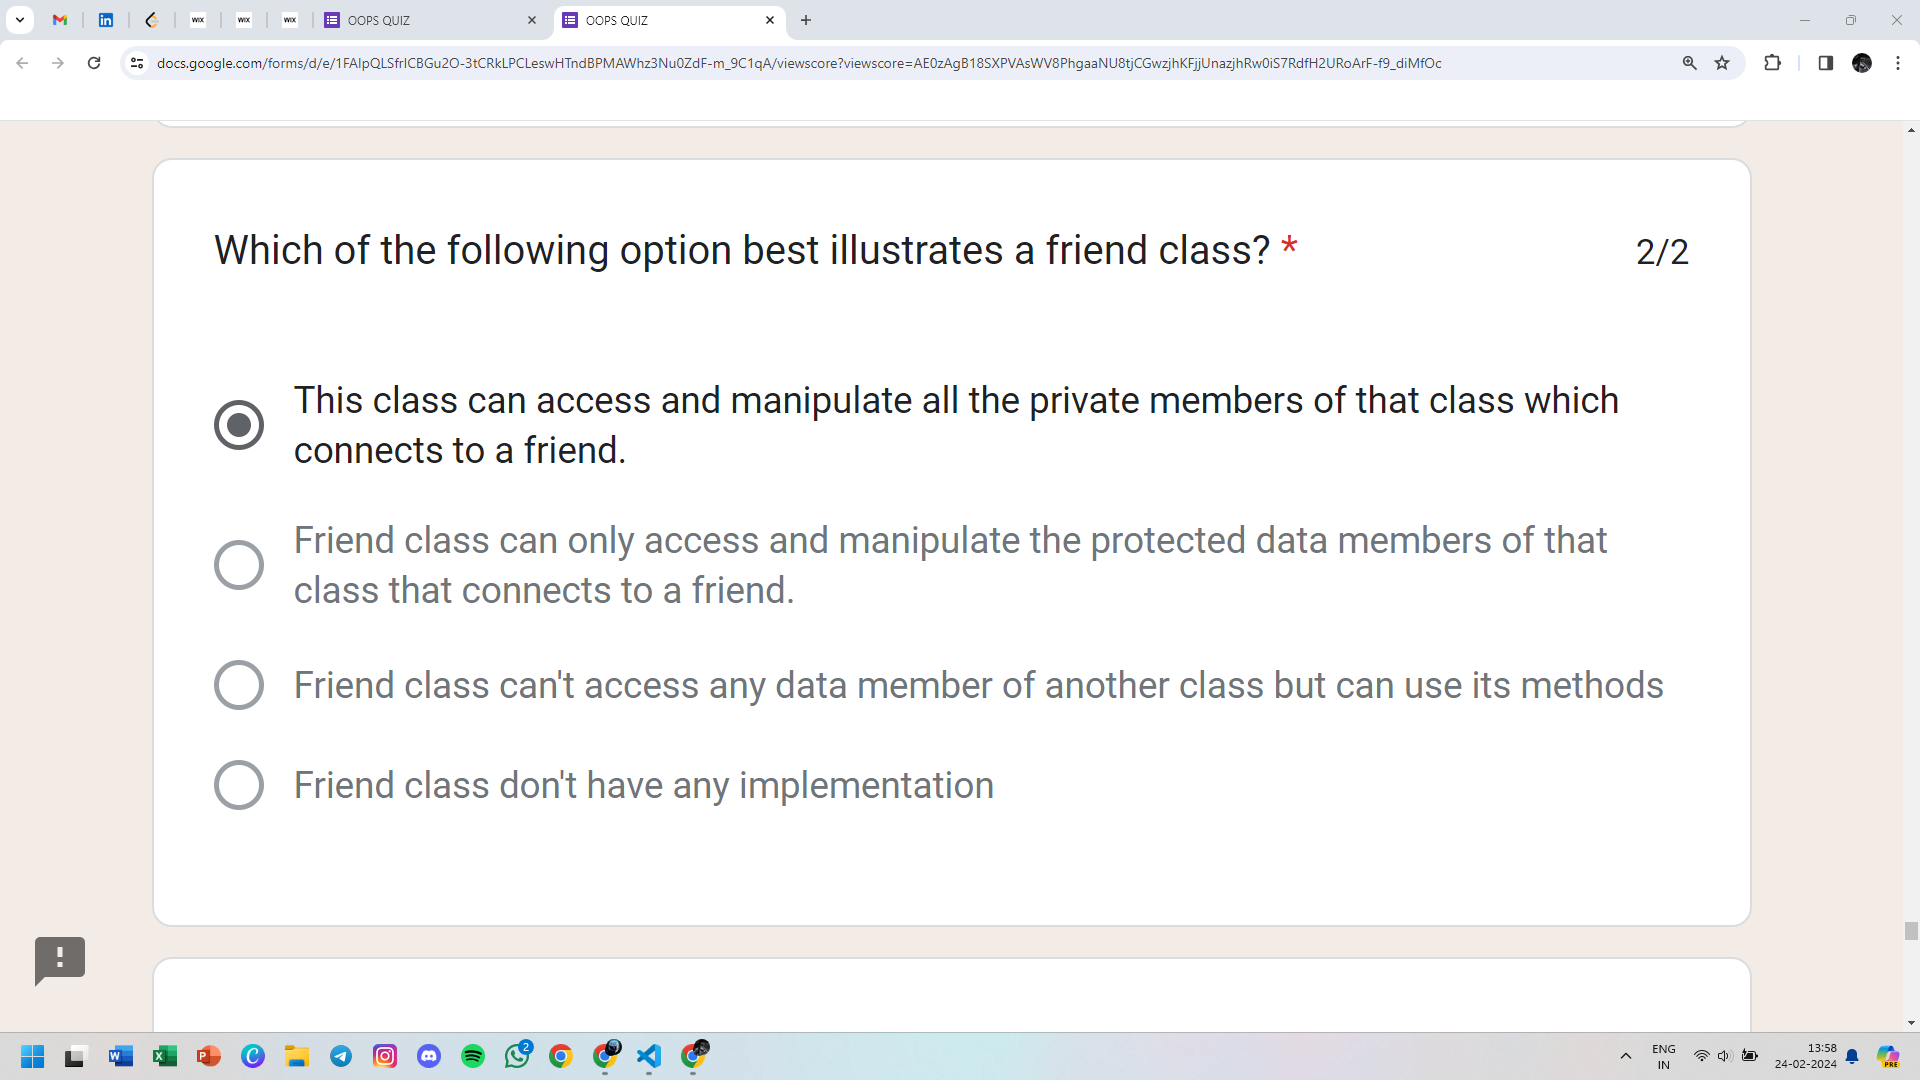 OOPS QUIZ
OOPS QUIZ
docs.google.com/forms/d/e/1FAIpQLSfrICBGu2O-3tCRkLPCLeswHTndBPMAWhz3Nu0ZdF-m_9C1qA/viewscore?viewscore=AE0zAgB18SXPVAsWV8PhgaaNU8tjCGwzjhKFjjUnazjhRw0iS7RdfH2URoArF-f9_diMfOc
Which of the following option best illustrates a friend class? *
2/2
This class can access and manipulate all the private members of that class which
connects to a friend.
Friend class can only access and manipulate the protected data members of that
class that connects to a friend.
Friend class can't access any data member of another class but can use its methods
Friend class don't have any implementation
2
ENG
IN
13:58
24-02-2024
PRE